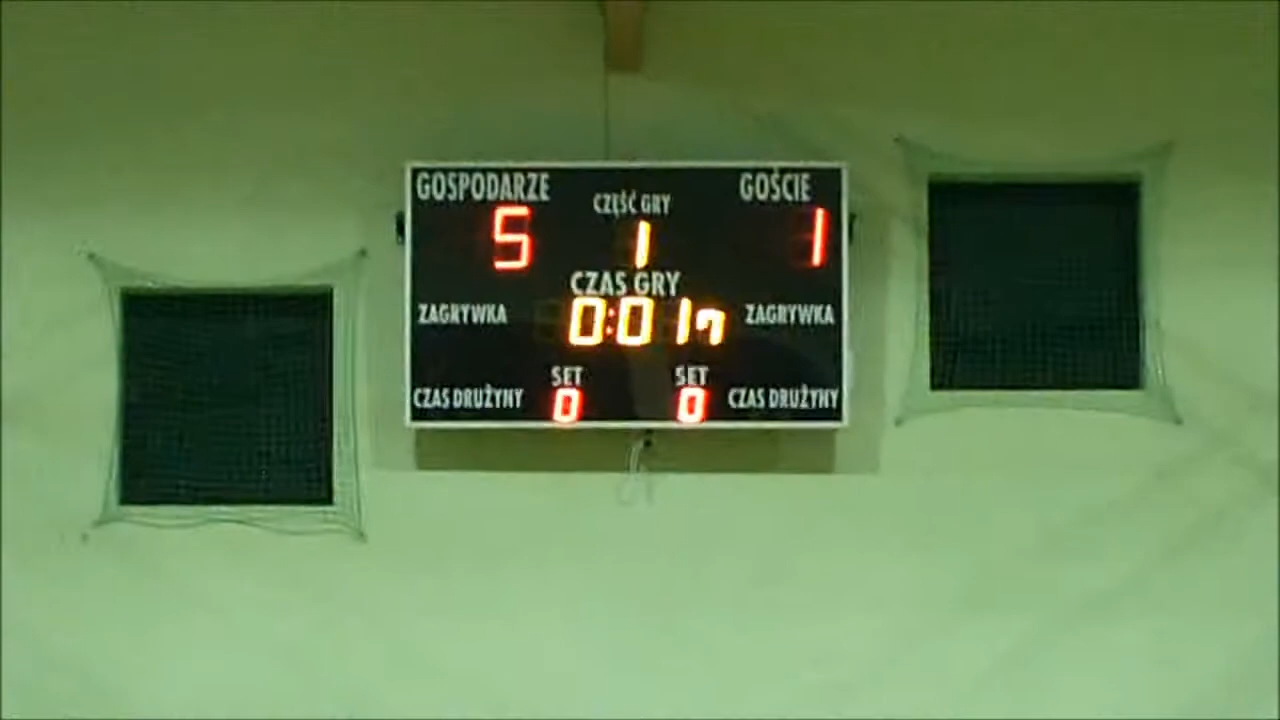 GOSPODARZE GOŚCIE
CZĘŚĆ GRY
5 1 1
CZAS GRY
ZAGRYWKA 0:01 ZAGRYWKA
SET SET
CZAS DRUŻYNY 0 0 CZAS DRUŻYNY